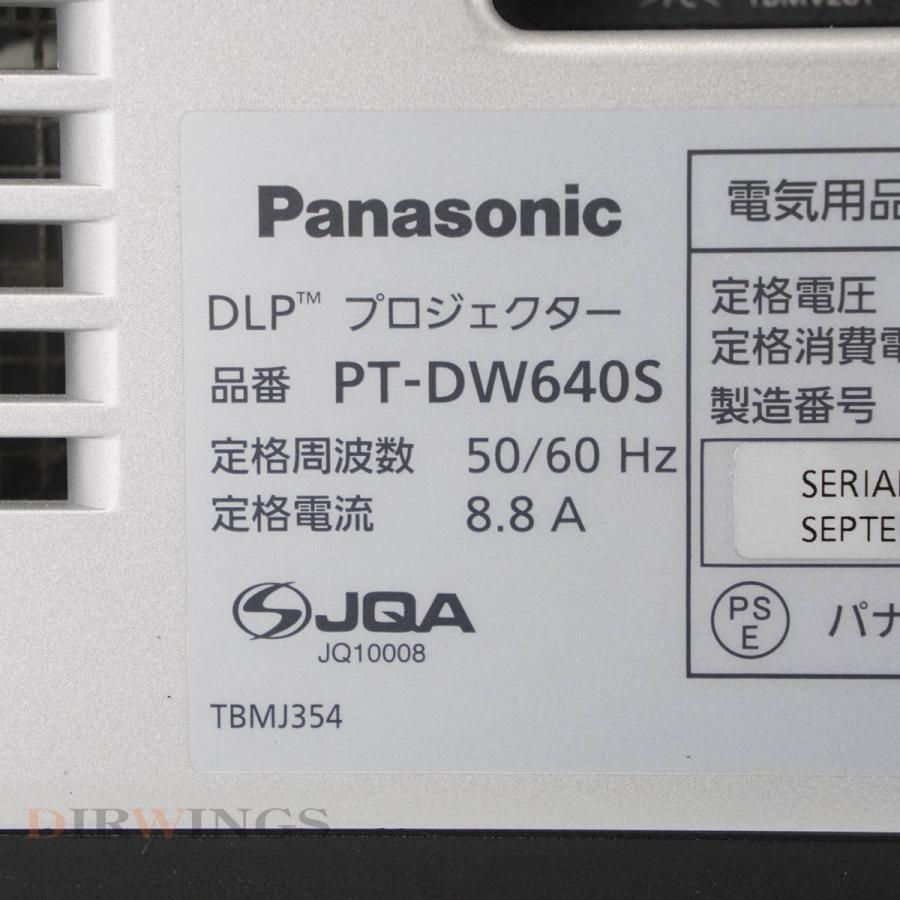 Panasonic
DLP™ プロジェクター
品番 PT-DW640S
定格周波数 50/60 Hz
定格電流 8.8 A
JQA
JQ10008
TBMJ354
電気用品
定格電圧
定格消費電
製造番号
SERIAL
SEPTE
PS
E
パナ
DIRWINGS